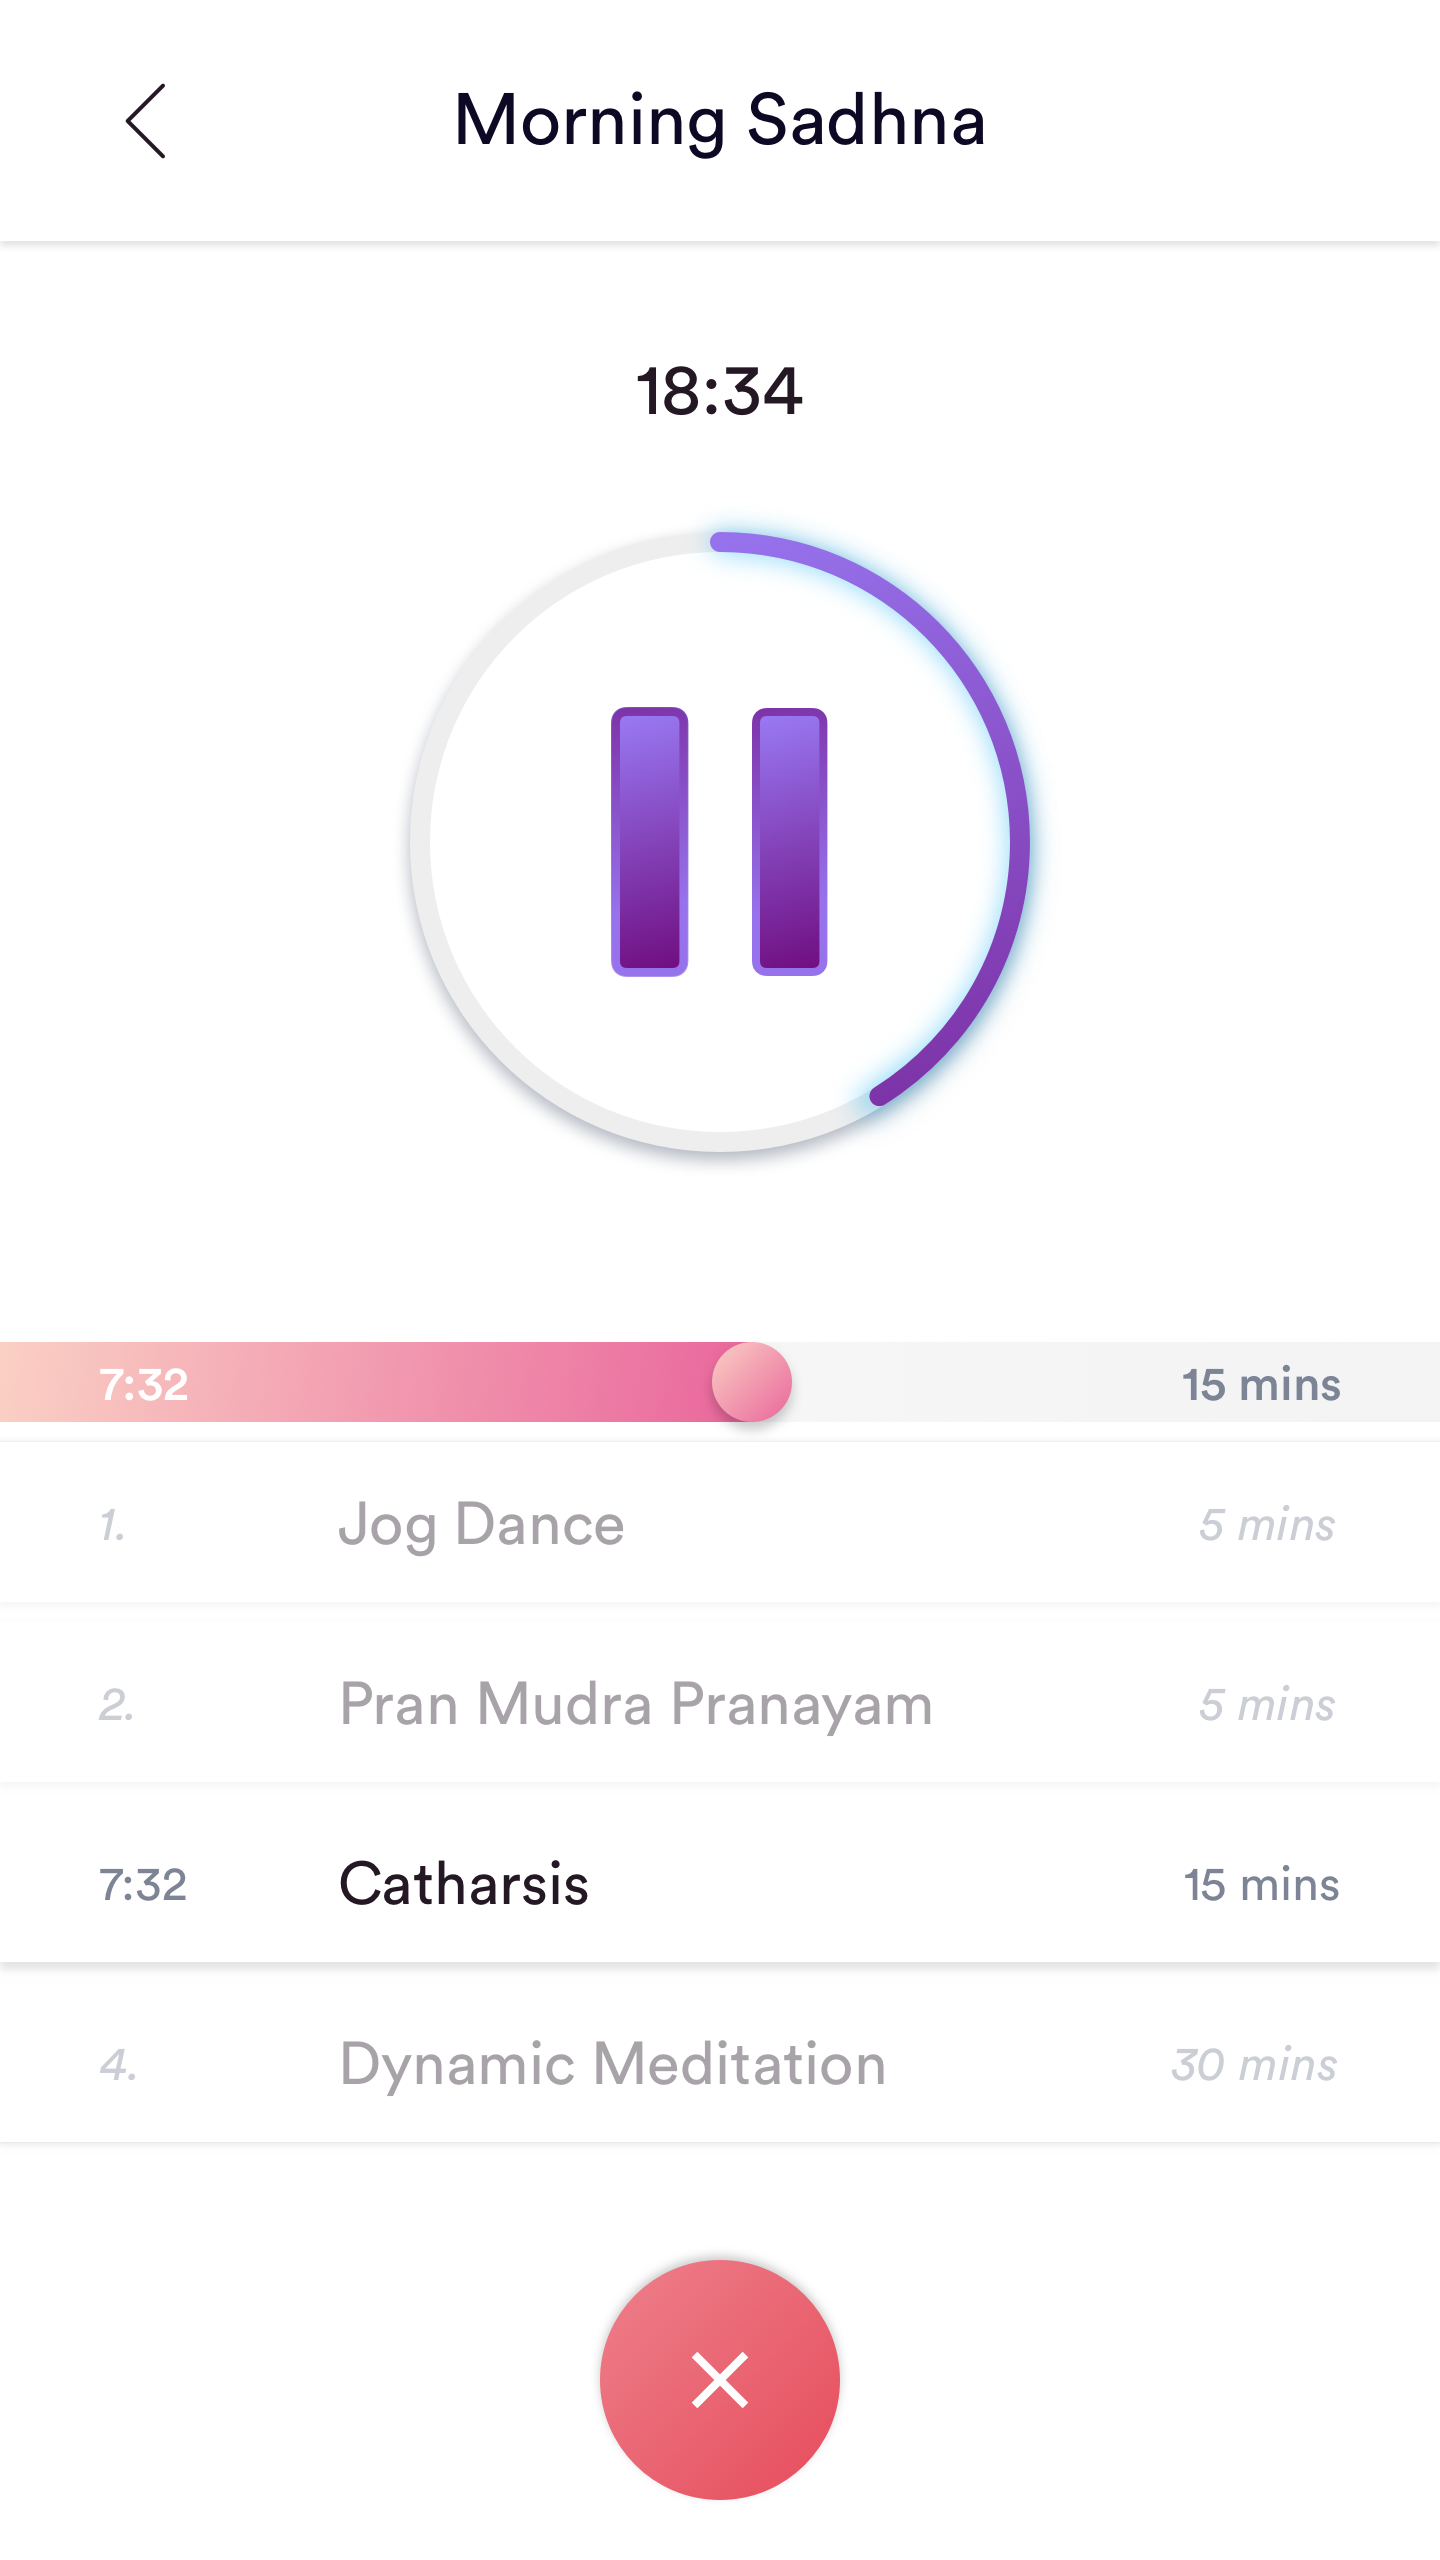 Morning Sadhna
18:34
7:32 15 mins
1. Jog Dance 5 mins
2. Pran Mudra Pranayam 5 mins
7:32 Catharsis 15 mins
4. Dynamic Meditation 30 mins